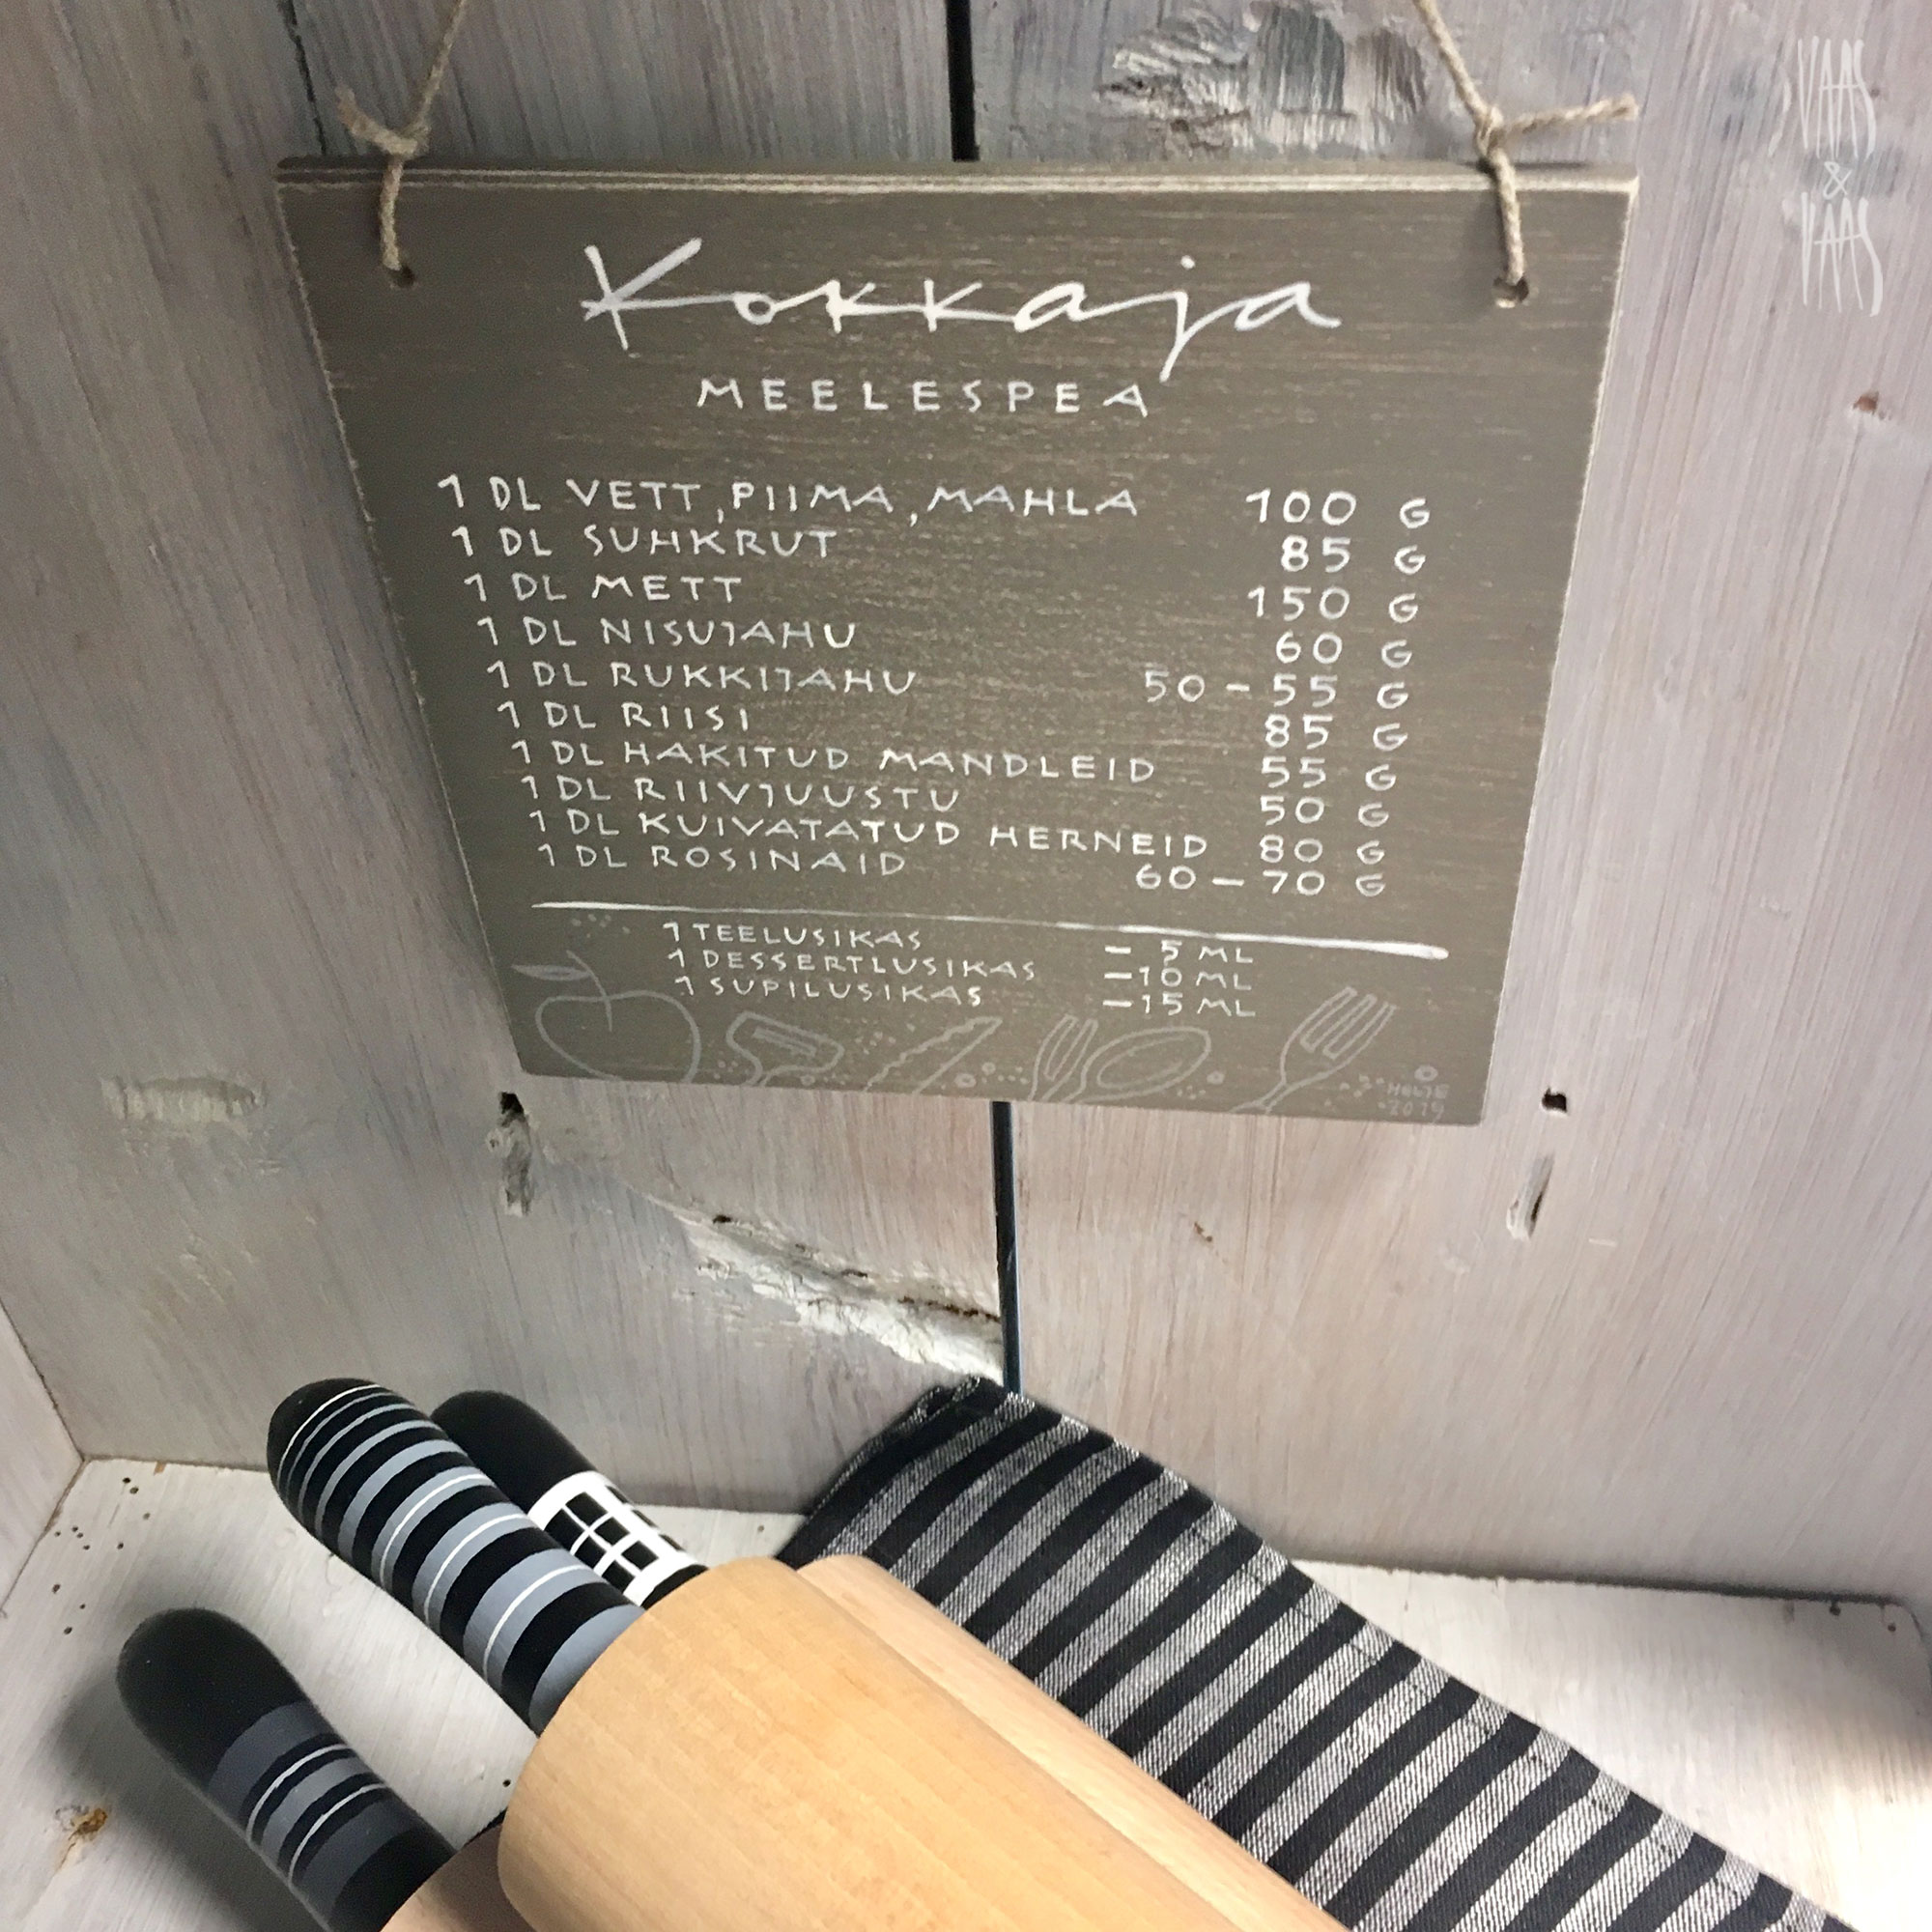 VAAS
&
VAAS
Kokkaja
MEELESPEA
1 DL VETT, PIIMA, MAHLA 100 G
1 DL SUHKRUT 85 G
1 DL METT 150 G
1 DL NISUJAHU 60 G
1 DL RUKKIJAHU 50 - 55 G
1 DL RIISI 85 G
1 DL HAKITUD MANDLEID 55 G
1 DL RIIVJUUSTU 50 G
1 DL KUIVATATUD HERNEID 80 G
1 DL ROSINAID 60 - 70 G
1 TEELUSIKAS - 5 ML
1 DESSERTLUSIKAS - 10 ML
1 SUPILUSIKAS - 15 ML